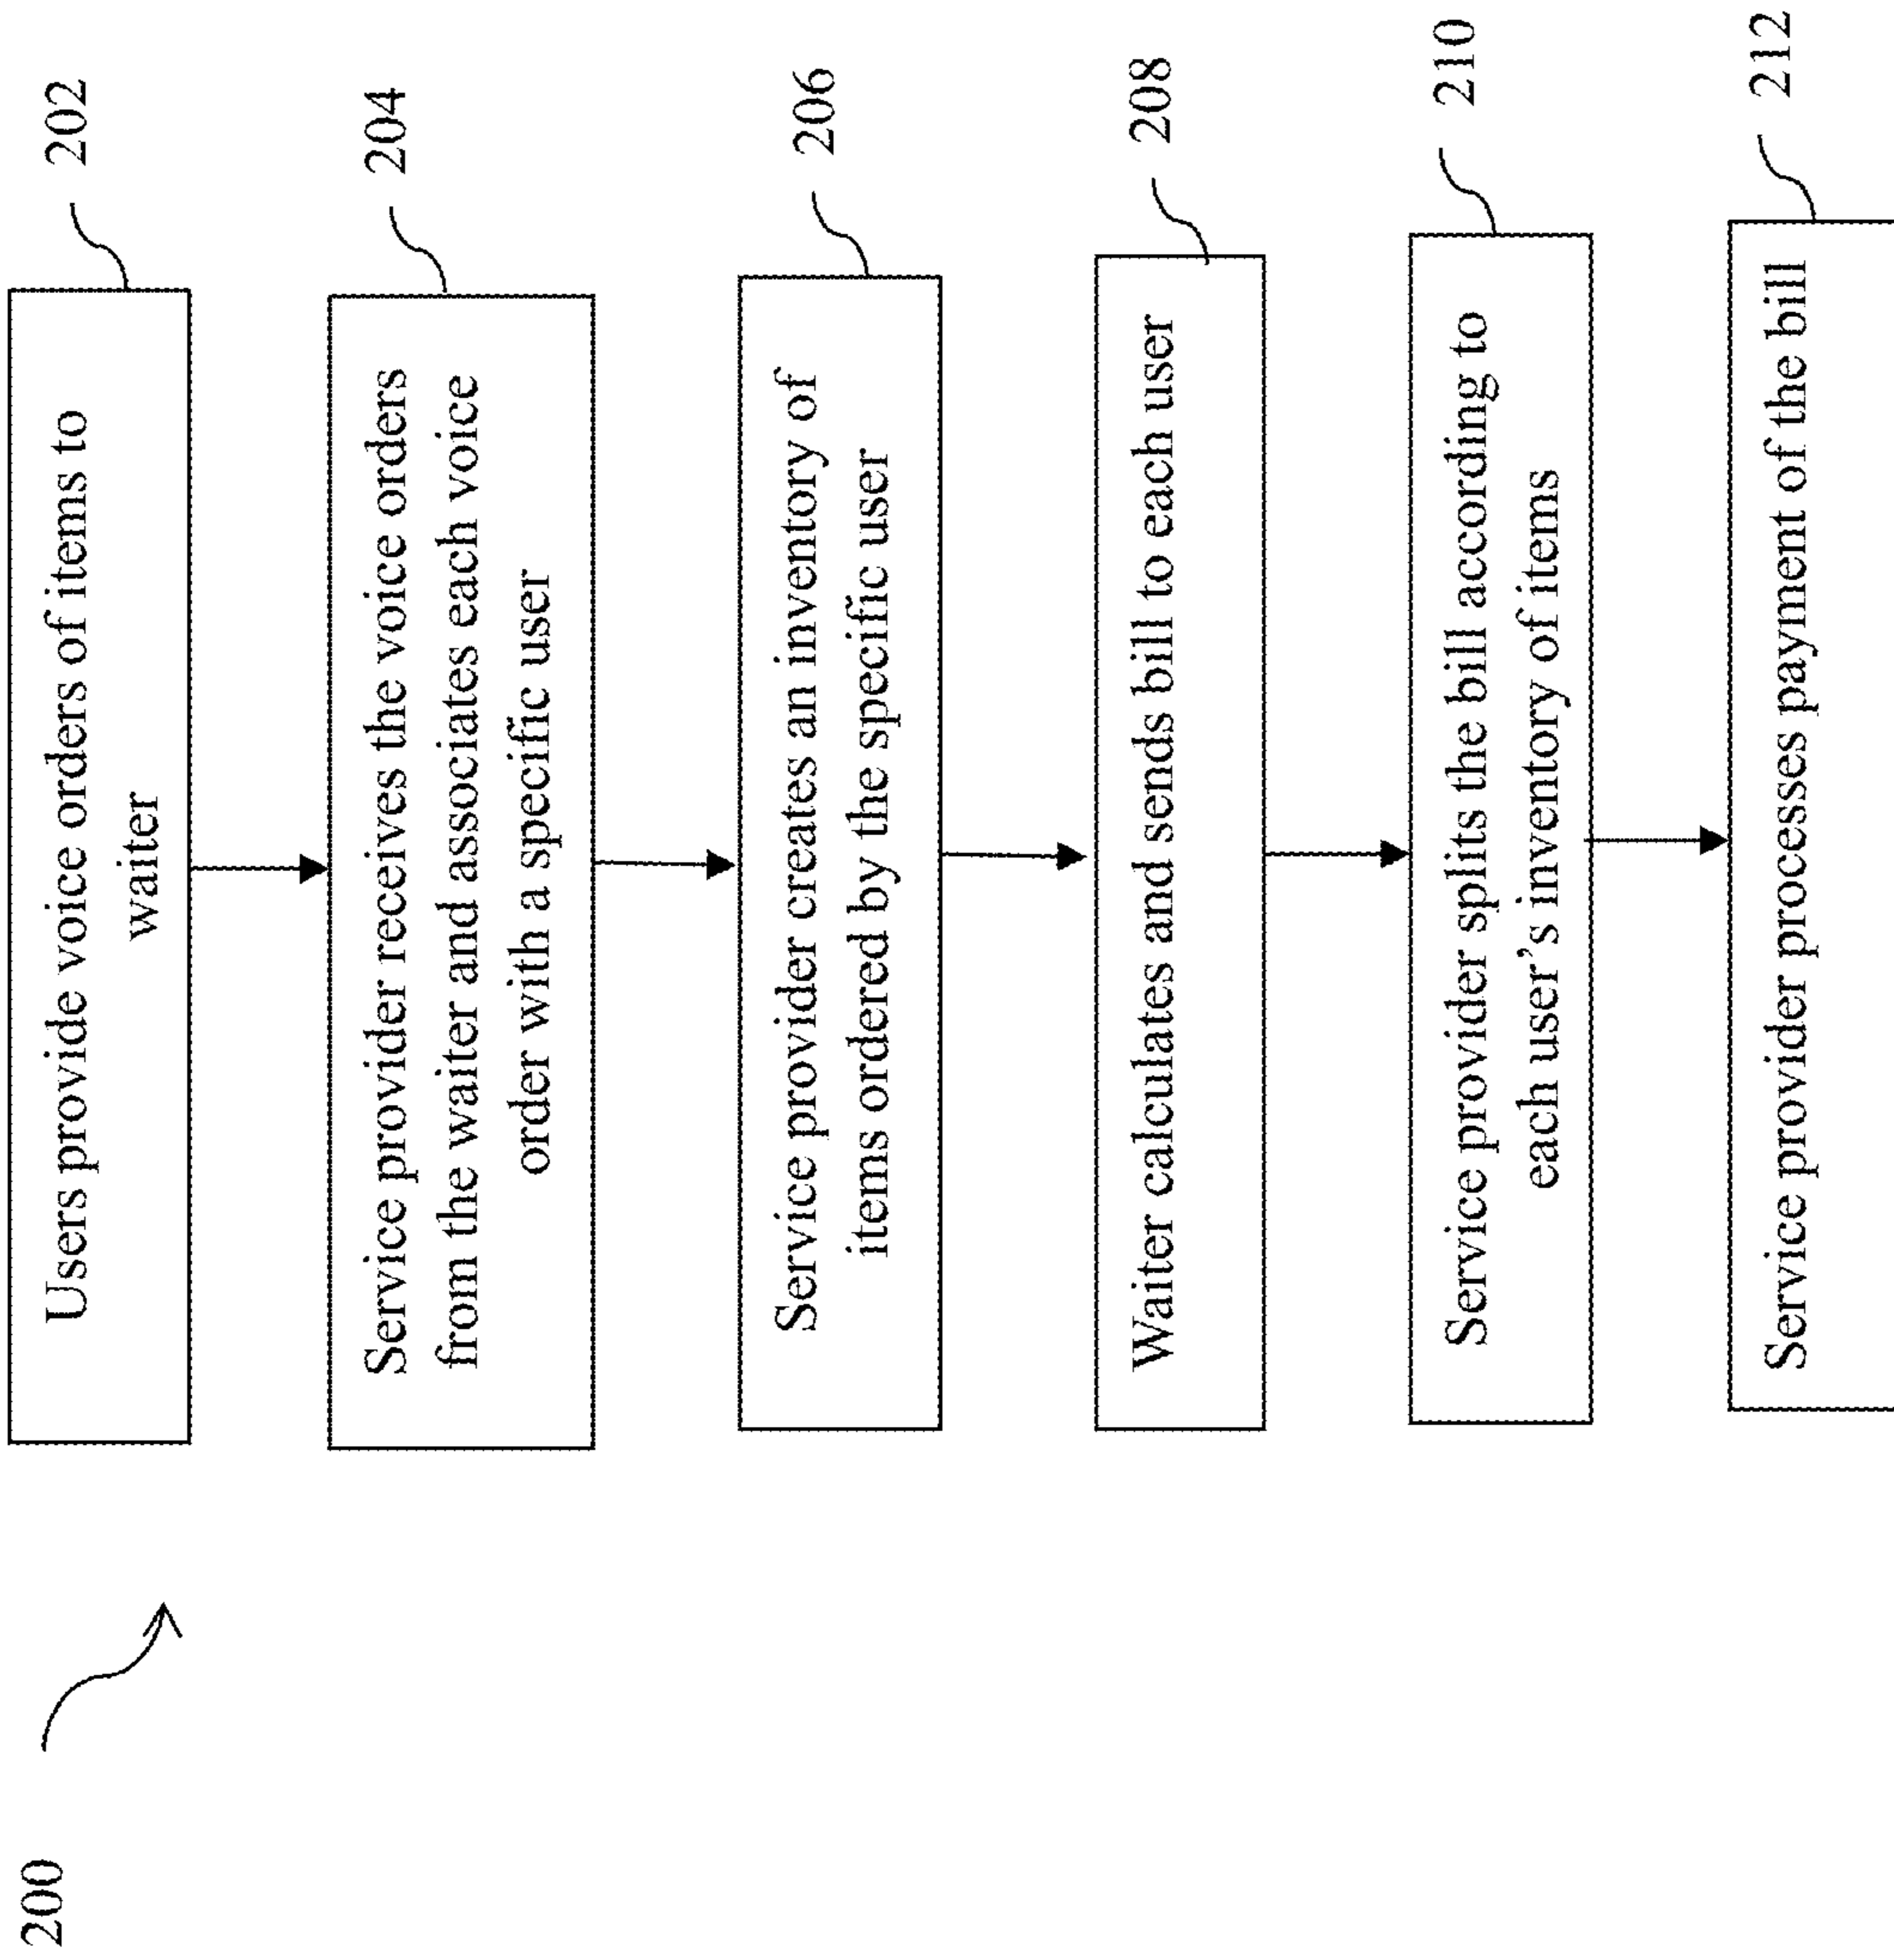 200
Users provide voice orders of items to
waiter
202
Service provider receives the voice orders
from the waiter and associates each voice
order with a specific user
204
Service provider creates an inventory of
items ordered by the specific user
206
Waiter calculates and sends bill to each user
208
Service provider splits the bill according to
each user's inventory of items
210
Service provider processes payment of the bill
212